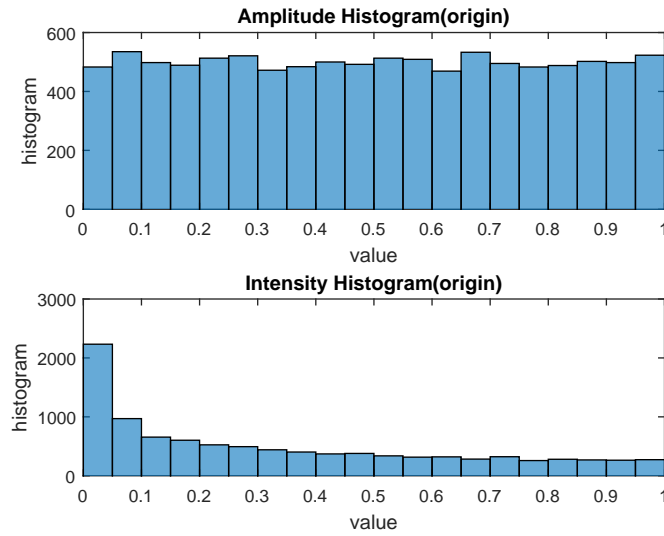 Amplitude Histogram(origin)
600
400
200
0
histogram
0 0.1 0.2 0.3 0.4 0.5 0.6 0.7 0.8 0.9 1
value
Intensity Histogram(origin)
3000
2000
1000
0
histogram
0 0.1 0.2 0.3 0.4 0.5 0.6 0.7 0.8 0.9 1
value